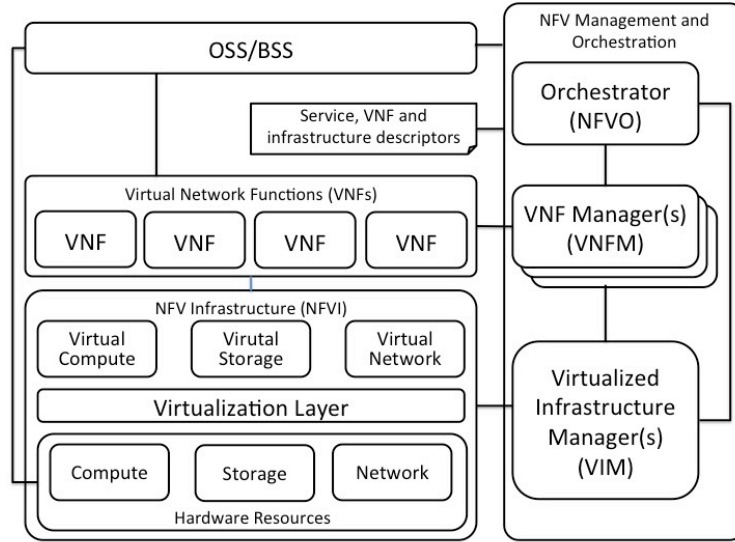 OSS/BSS
NFV Management and
Orchestration
Orchestrator
(NFVO)
Service, VNF and
infrastructure descriptors
Virtual Network Functions (VNFs)
VNF
VNF
VNF
VNF
VNF Manager(s)
(VNFM)
NFV Infrastructure (NFVI)
Virtual
Compute
Virutal
Storage
Virtual
Network
Virtualization Layer
Virtualized
Infrastructure
Manager(s)
(VIM)
Compute
Storage
Network
Hardware Resources